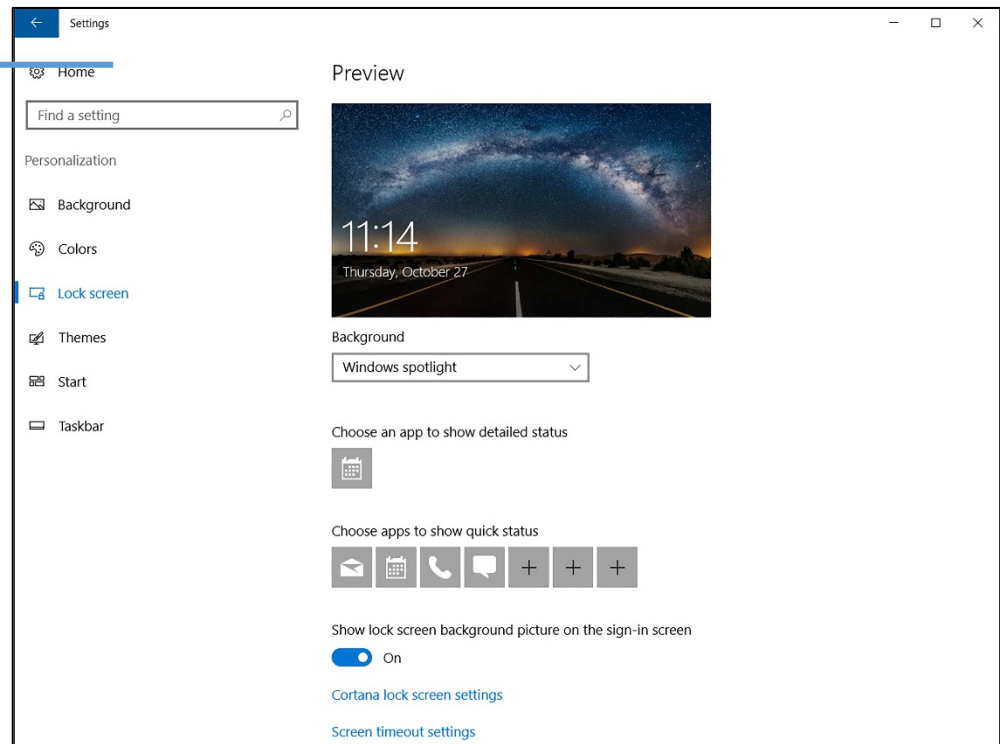 Settings
Home
Find a setting
Personalization
Background
Colors
Lock screen
Themes
Start
Taskbar
Preview
11:14
Thursday, October 27
Background
Windows spotlight
Choose an app to show detailed status
Choose apps to show quick status
Show lock screen background picture on the sign-in screen
On
Cortana lock screen settings
Screen timeout settings